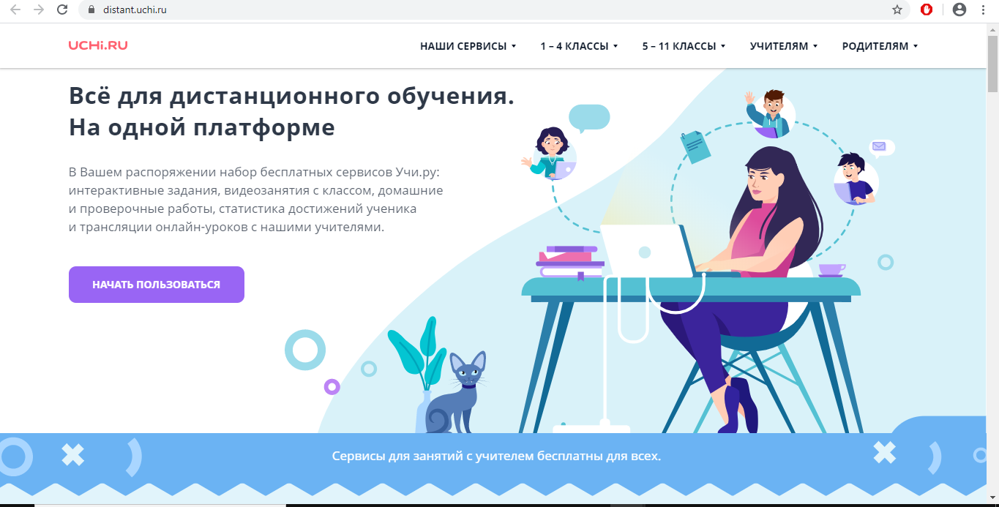 distant.uchi.ru
UCHi.RU
НАШИ СЕРВИСЫ
1 – 4 КЛАССЫ
5 – 11 КЛАССЫ
УЧИТЕЛЯМ
РОДИТЕЛЯМ
Всё для дистанционного обучения.
На одной платформе
В Вашем распоряжении набор бесплатных сервисов Учи.ру:
интерактивные задания, видеозанятия с классом, домашние
и проверочные работы, статистика достижений ученика
и трансляции онлайн-уроков с нашими учителями.
НАЧАТЬ ПОЛЬЗОВАТЬСЯ
Сервисы для занятий с учителем бесплатны для всех.